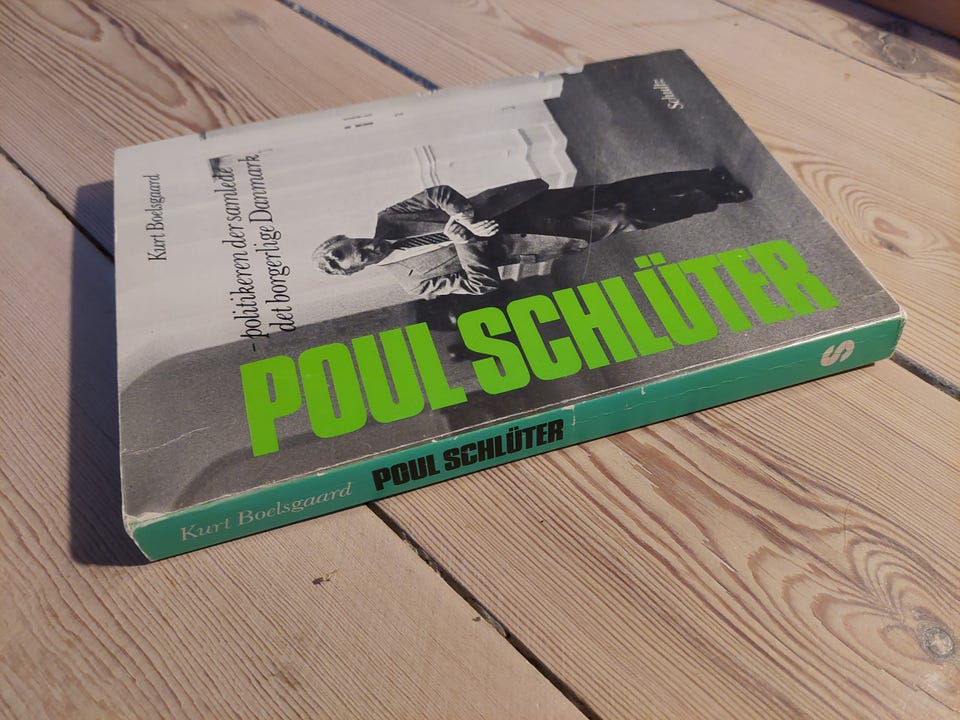 Kurt Boelsgaard
- politikeren der samlede
det borgerlige Danmark
POUL SCHLÜTER
Schultz
Kurt Boelsgaard
POUL SCHLÜTER
S